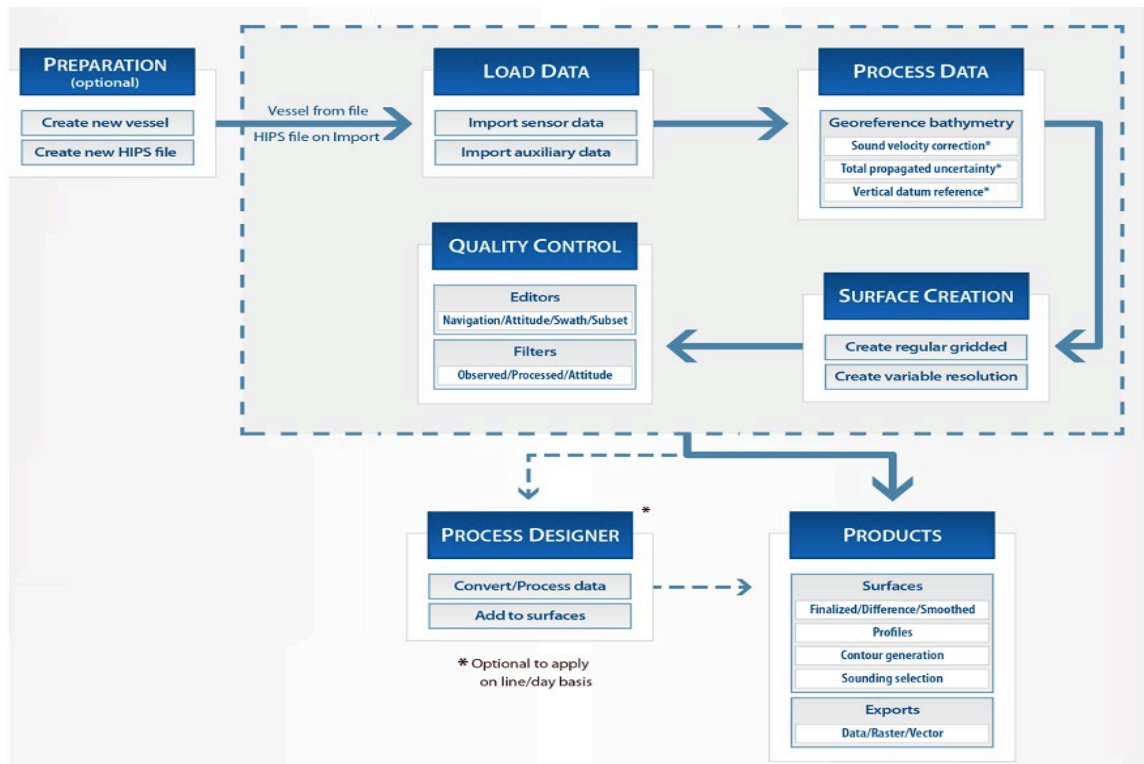 PREPARATION
(optional)
Create new vessel
Create new HIPS file
Vessel from file
HIPS file on Import
LOAD DATA
Import sensor data
Import auxiliary data
PROCESS DATA
Georeference bathymetry
Sound velocity correction*
Total propagated uncertainty*
Vertical datum reference*
SURFACE CREATION
Create regular gridded
Create variable resolution
QUALITY CONTROL
Editors
Navigation/Attitude/Swath/Subset
Filters
Observed/Processed/Attitude
*
PROCESS DESIGNER
Convert/Process data
Add to surfaces
* Optional to apply
on line/day basis
PRODUCTS
Surfaces
Finalized/Difference/Smoothed
Profiles
Contour generation
Sounding selection
Exports
Data/Raster/Vector